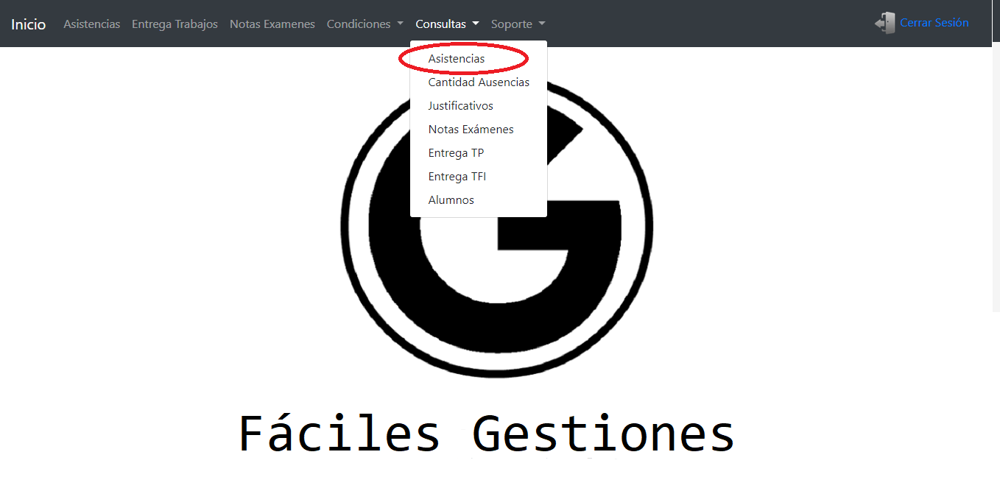 Inicio Asistencias Entrega Trabajos Notas Examenes Condiciones Consultas Soporte Cerrar Sesión
Asistencias
Cantidad Ausencias
Justificativos
Notas Exámenes
Entrega TP
Entrega TFI
Alumnos
G
Fáciles Gestiones